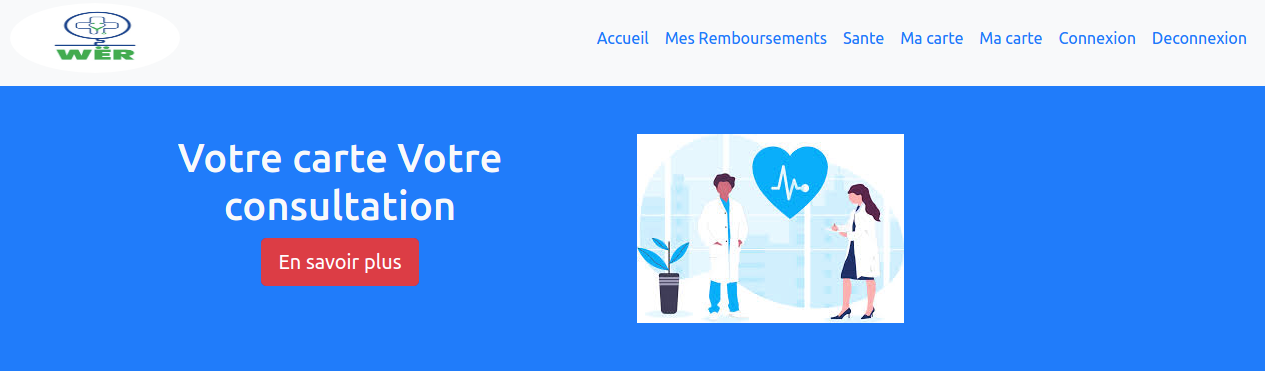 WËR
Accueil Mes Remboursements Sante Ma carte Ma carte Connexion Deconnexion
Votre carte Votre
consultation
En savoir plus